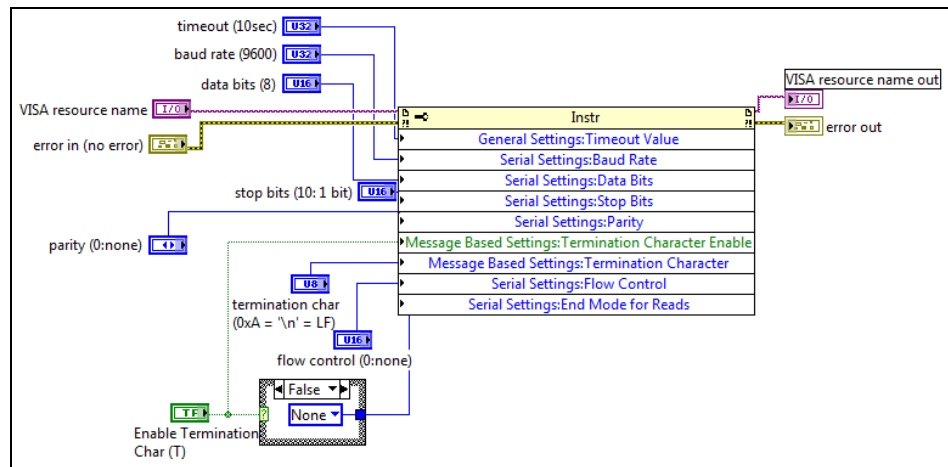 timeout (10sec)
U32
baud rate (9600)
U32
data bits (8)
U16
VISA resource name
I/O
error in (no error)
stop bits (10: 1 bit)
U16
parity (0:none)
Instr
General Settings:Timeout Value
Serial Settings:Baud Rate
Serial Settings:Data Bits
Serial Settings:Stop Bits
Serial Settings:Parity
Message Based Settings:Termination Character Enable
Message Based Settings:Termination Character
Serial Settings:Flow Control
Serial Settings:End Mode for Reads
VISA resource name out
I/O
error out
U8
termination char
(0xA = '\n' = LF)
U16
flow control (0:none)
False
None
?
TF
Enable Termination
Char (T)